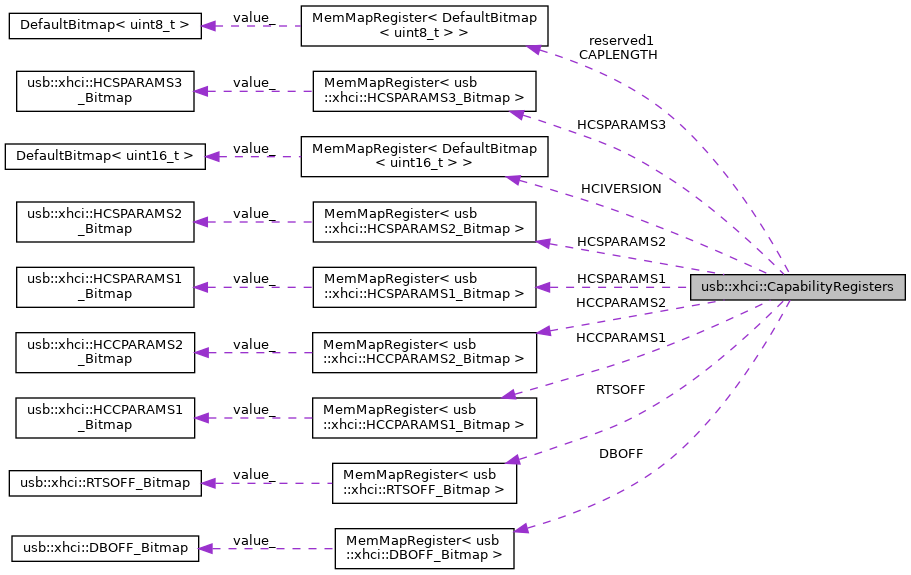 DefaultBitmap< uint8_t >
value_
MemMapRegister< DefaultBitmap
< uint8_t > >
reserved1
CAPLENGTH
usb::xhci::HCSPARAMS3
_Bitmap
value_
MemMapRegister< usb
::xhci::HCSPARAMS3_Bitmap >
HCSPARAMS3
DefaultBitmap< uint16_t >
value_
MemMapRegister< DefaultBitmap
< uint16_t > >
HCIVERSION
usb::xhci::HCSPARAMS2
_Bitmap
value_
MemMapRegister< usb
::xhci::HCSPARAMS2_Bitmap >
HCSPARAMS2
usb::xhci::HCSPARAMS1
_Bitmap
value_
MemMapRegister< usb
::xhci::HCSPARAMS1_Bitmap >
HCSPARAMS1
usb::xhci::CapabilityRegisters
usb::xhci::HCCPARAMS2
_Bitmap
value_
MemMapRegister< usb
::xhci::HCCPARAMS2_Bitmap >
HCCPARAMS2
usb::xhci::HCCPARAMS1
_Bitmap
value_
MemMapRegister< usb
::xhci::HCCPARAMS1_Bitmap >
HCCPARAMS1
usb::xhci::RTSOFF_Bitmap
value_
MemMapRegister< usb
::xhci::RTSOFF_Bitmap >
RTSOFF
usb::xhci::DBOFF_Bitmap
value_
MemMapRegister< usb
::xhci::DBOFF_Bitmap >
DBOFF